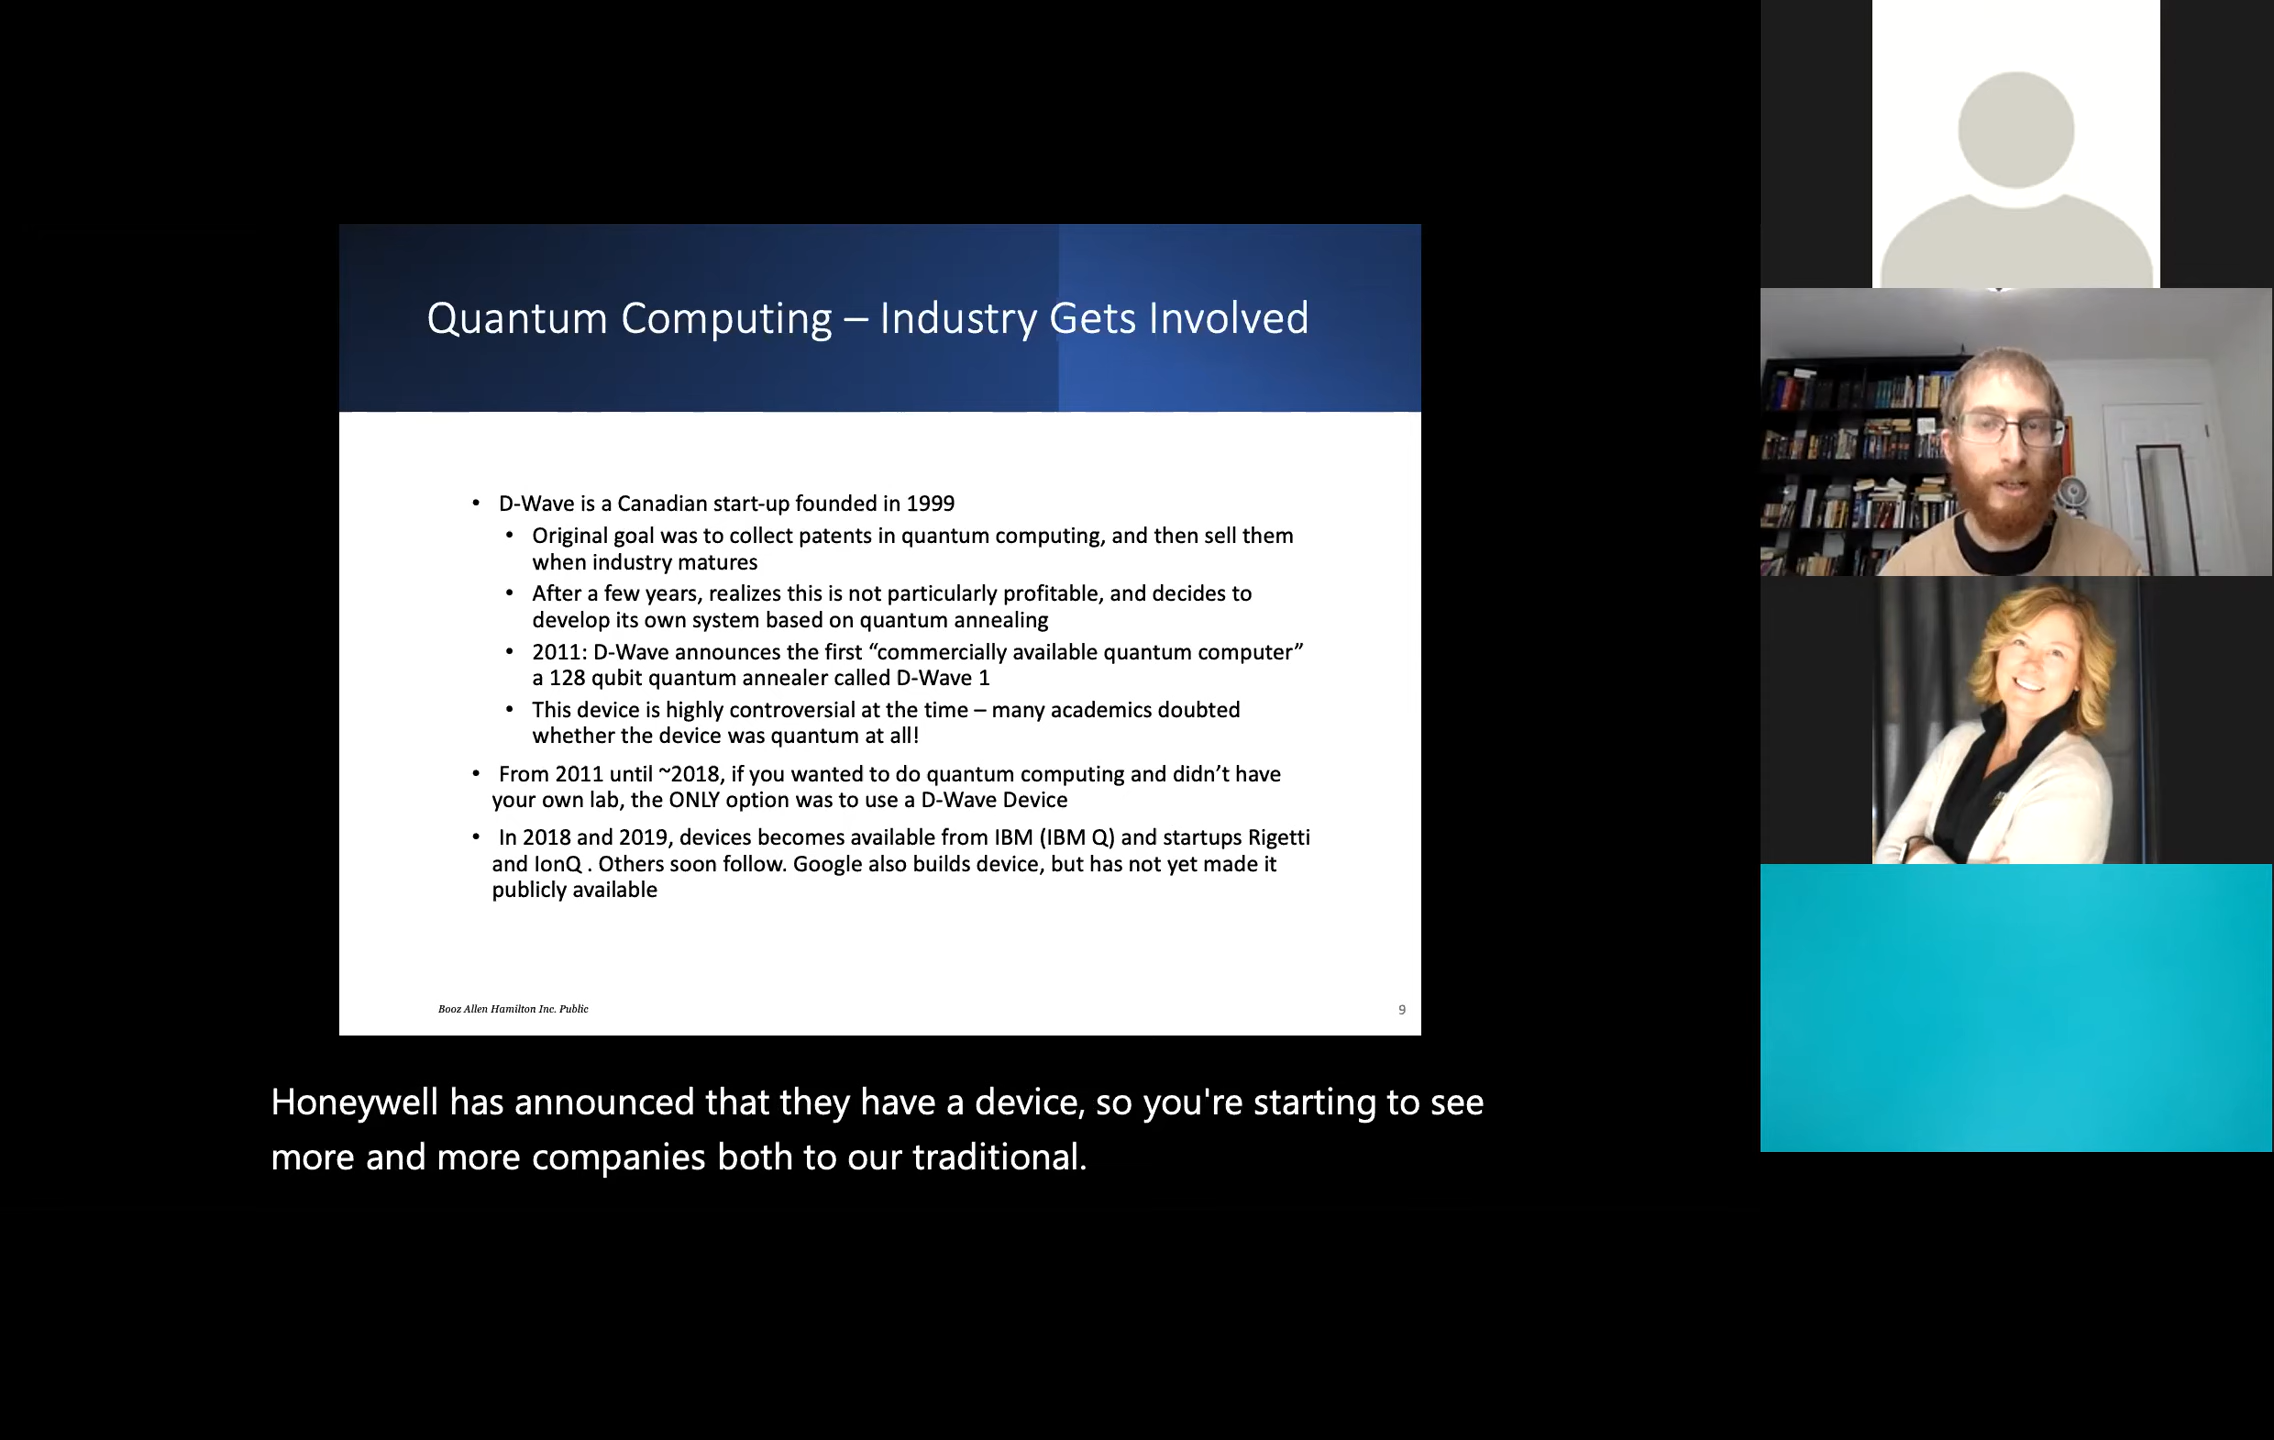 Quantum Computing – Industry Gets Involved
• D-Wave is a Canadian start-up founded in 1999
• Original goal was to collect patents in quantum computing, and then sell them
when industry matures
• After a few years, realizes this is not particularly profitable, and decides to
develop its own system based on quantum annealing
• 2011: D-Wave announces the first “commercially available quantum computer”
a 128 qubit quantum annealer called D-Wave 1
• This device is highly controversial at the time – many academics doubted
whether the device was quantum at all!
• From 2011 until ~2018, if you wanted to do quantum computing and didn’t have
your own lab, the ONLY option was to use a D-Wave Device
• In 2018 and 2019, devices becomes available from IBM (IBM Q) and startups Rigetti
and IonQ . Others soon follow. Google also builds device, but has not yet made it
publicly available
Booz Allen Hamilton Inc. Public
9
Honeywell has announced that they have a device, so you're starting to see
more and more companies both to our traditional.